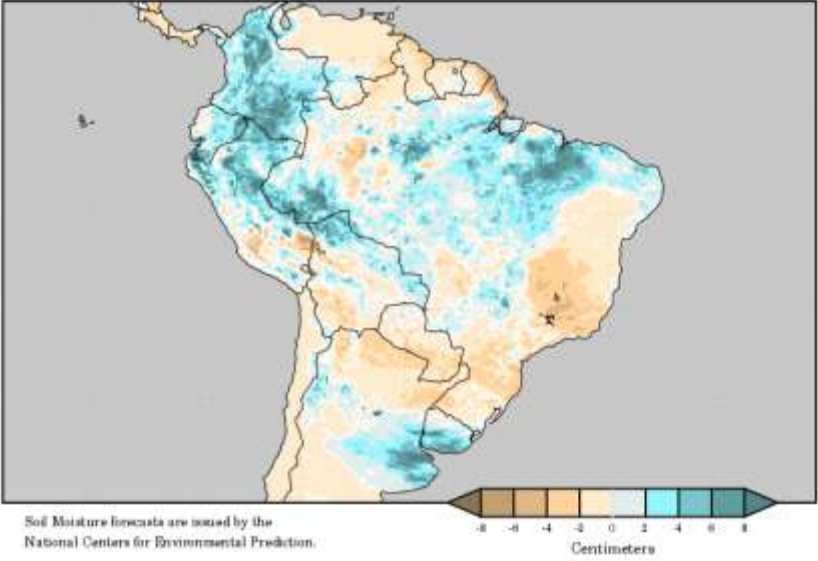 -8 -6 -4 -2 0 2 4 6 8
Centimeters
Soil Moisture forecasts are issued by the
National Centers for Environmental Prediction.